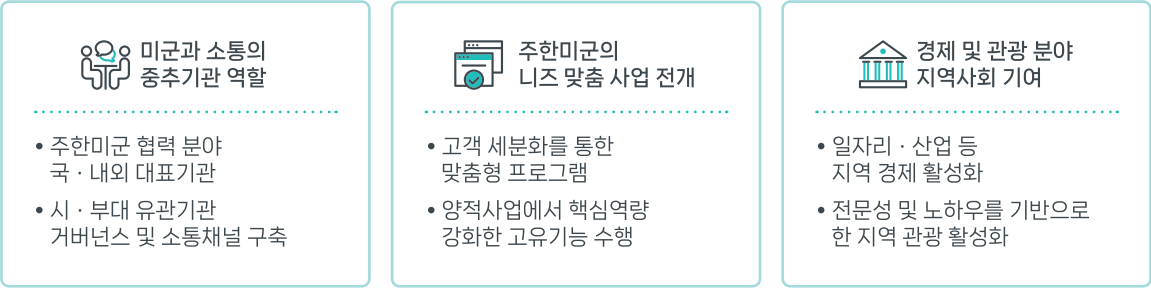 미군과 소통의
중추기관 역할
• 주한미군 협력 분야
국 · 내외 대표기관
• 시 · 부대 유관기관
거버넌스 및 소통채널 구축
주한미군의
니즈 맞춤 사업 전개
• 고객 세분화를 통한
맞춤형 프로그램
• 양적사업에서 핵심역량
강화한 고유기능 수행
경제 및 관광 분야
지역사회 기여
• 일자리 · 산업 등
지역 경제 활성화
• 전문성 및 노하우를 기반으로
한 지역 관광 활성화